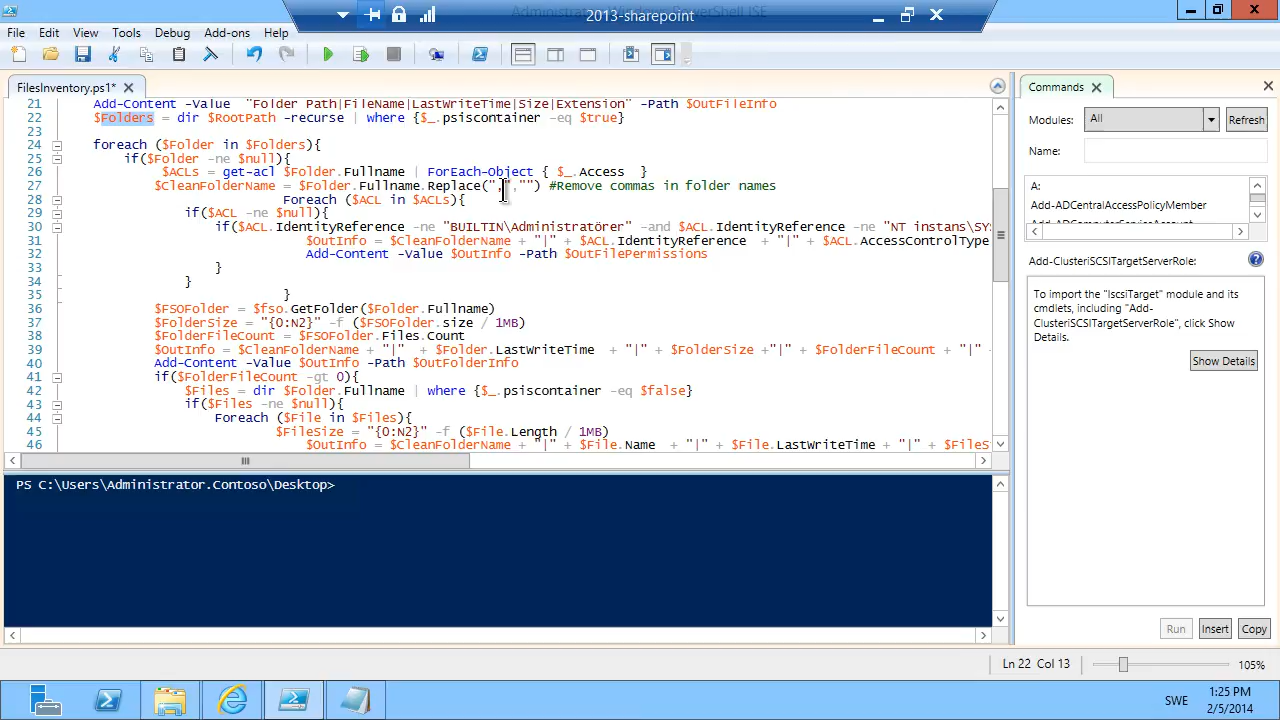 2013-sharepoint
File Edit View Tools Debug Add-ons Help
FilesInventory.ps1*
21 Add-Content -Value "Folder Path|FileName|LastWriteTime|Size|Extension" -Path $OutFileInfo
22 $Folders = dir $RootPath -recurse | where {$_.psiscontainer -eq $true}
23
24 foreach ($Folder in $Folders){
25 if($Folder -ne $null){
26 $ACLs = get-acl $Folder.Fullname | ForEach-Object { $_.Access }
27 $CleanFolderName = $Folder.Fullname.Replace(",","") #Remove commas in folder names
28 Foreach ($ACL in $ACLs){
29 if($ACL -ne $null){
30 if($ACL.IdentityReference -ne "BUILTIN\Administratörer" -and $ACL.IdentityReference -ne "NT instans\SY
31 $OutInfo = $CleanFolderName + "|" + $ACL.IdentityReference + "|" + $ACL.AccessControlType
32 Add-Content -Value $OutInfo -Path $OutFilePermissions
33 }
34 }
35 }
36 $FSOFolder = $fso.GetFolder($Folder.Fullname)
37 $FolderSize = "{0:N2}" -f ($FSOFolder.size / 1MB)
38 $FolderFileCount = $FSOFolder.Files.Count
39 $OutInfo = $CleanFolderName + "|" + $Folder.LastWriteTime + "|" + $FolderSize +"|" + $FolderFileCount + "|" +
40 Add-Content -Value $OutInfo -Path $OutFolderInfo
41 if($FolderFileCount -gt 0){
42 $Files = dir $Folder.Fullname | where {$_.psiscontainer -eq $false}
43 if($Files -ne $null){
44 Foreach ($File in $Files){
45 $FileSize = "{0:N2}" -f ($File.Length / 1MB)
46 $OutInfo = $CleanFolderName + "|" + $File.Name + "|" + $File.LastWriteTime + "|" + $FileS
PS C:\Users\Administrator.Contoso\Desktop>
Commands
Modules: All Refresh
Name:
A:
Add-ADCentralAccessPolicyMember
Add-ADComputerServiceAccount
Add-ClusteriSCSITargetServerRole:
To import the "IscsiTarget" module and its
cmdlets, including "Add-
ClusteriSCSITargetServerRole", click Show
Details.
Show Details
Run Insert Copy
Ln 22 Col 13 105%
SWE
1:25 PM
2/5/2014